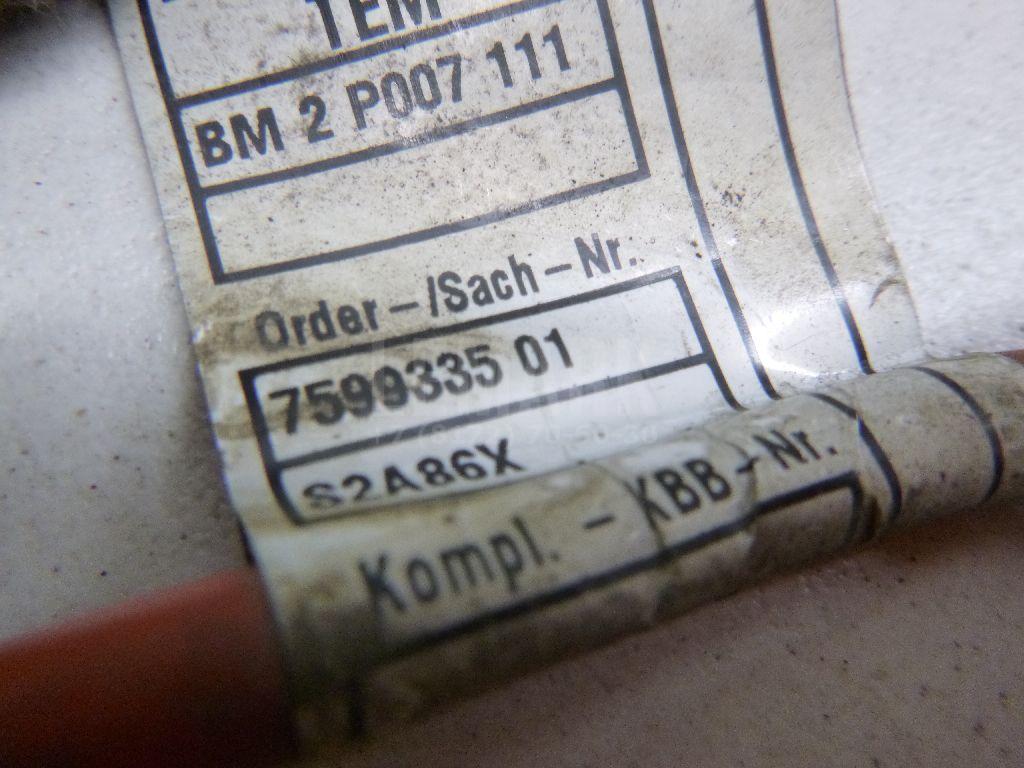 TEM
BM 2 P007 111
Order-/Sach-Nr.
7599335 01
S2A86X
Kompl. - KBB-Nr.